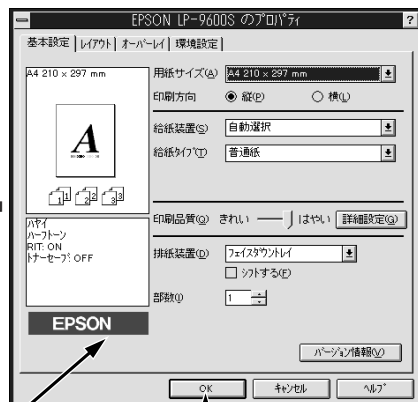 EPSON LP-9600S のプロパティ
?
基本設定 レイアウト オーバーレイ 環境設定
A4 210 x 297 mm
用紙サイズ(A) A4 210 x 297 mm
印刷方向 縦(P) 横(L)
A
1 1 2 2 3 3
給紙装置(S) 自動選択
給紙タイプ(T) 普通紙
印刷品質(Q) きれい はやい 詳細設定(G)
ハヤイ
ハーフトーン
RIT: ON
トナーセーブ: OFF
排紙装置(D) フェイスダウントレイ
シフトする(F)
部数(I) 1
EPSON
バージョン情報(V)
OK キャンセル ヘルプ